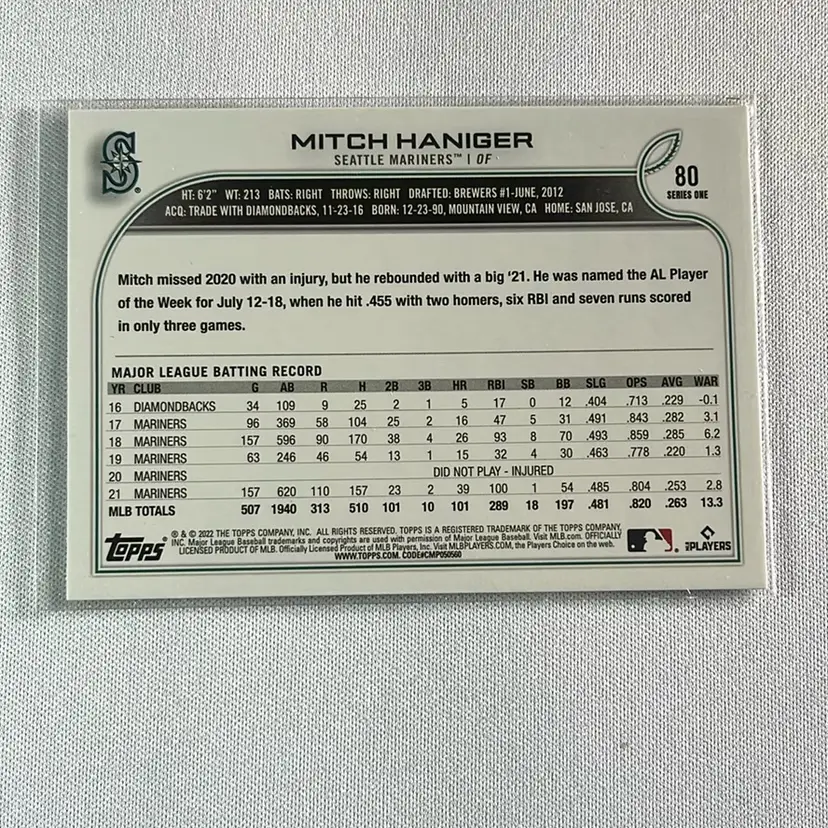 MITCH HANIGER
SEATTLE MARINERS™ | OF
80
SERIES ONE
HT: 6'2" WT: 213 BATS: RIGHT THROWS: RIGHT DRAFTED: BREWERS #1-JUNE, 2012
ACQ: TRADE WITH DIAMONDBACKS, 11-23-16 BORN: 12-23-90, MOUNTAIN VIEW, CA HOME: SAN JOSE, CA
Mitch missed 2020 with an injury, but he rebounded with a big '21. He was named the AL Player
of the Week for July 12-18, when he hit .455 with two homers, six RBI and seven runs scored
in only three games.
MAJOR LEAGUE BATTING RECORD
YR CLUB G AB R H 2B 3B HR RBI SB BB SLG OPS AVG WAR
16 DIAMONDBACKS 34 109 9 25 2 1 5 17 0 12 .404 .713 .229 -0.1
17 MARINERS 96 369 58 104 25 2 16 47 5 31 .491 .843 .282 3.1
18 MARINERS 157 596 90 170 38 4 26 93 8 70 .493 .859 .285 6.2
19 MARINERS 63 246 46 54 13 1 15 32 4 30 .463 .778 .220 1.3
20 MARINERS DID NOT PLAY - INJURED
21 MARINERS 157 620 110 157 23 2 39 100 1 54 .485 .804 .253 2.8
MLB TOTALS 507 1940 313 510 101 10 101 289 18 197 .481 .820 .263 13.3
Topps
® & © 2022 THE TOPPS COMPANY, INC. ALL RIGHTS RESERVED. TOPPS IS A REGISTERED TRADEMARK OF THE TOPPS COMPANY,
INC. Major League Baseball trademarks and copyrights are used with permission of Major League Baseball. Visit MLB.com. OFFICIALLY
LICENSED PRODUCT OF MLB. Officially Licensed Product of MLB Players, Inc. Visit MLBPLAYERS.COM, the Players Choice on the web.
WWW.TOPPS.COM. CODE#CMP050560
PLAYERS